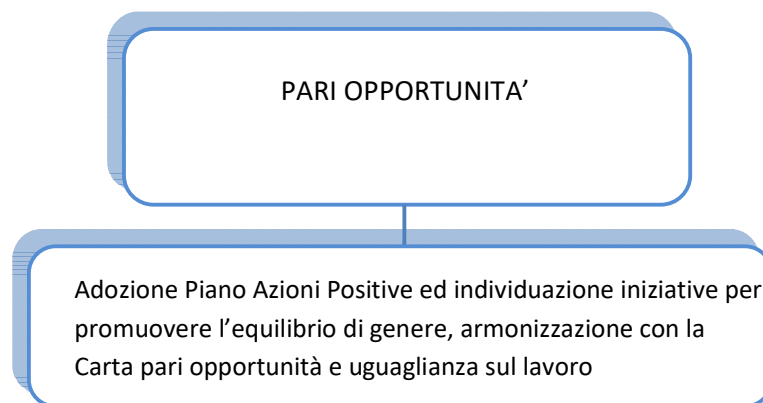 PARI OPPORTUNITA’
Adozione Piano Azioni Positive ed individuazione iniziative per
promuovere l’equilibrio di genere, armonizzazione con la
Carta pari opportunità e uguaglianza sul lavoro